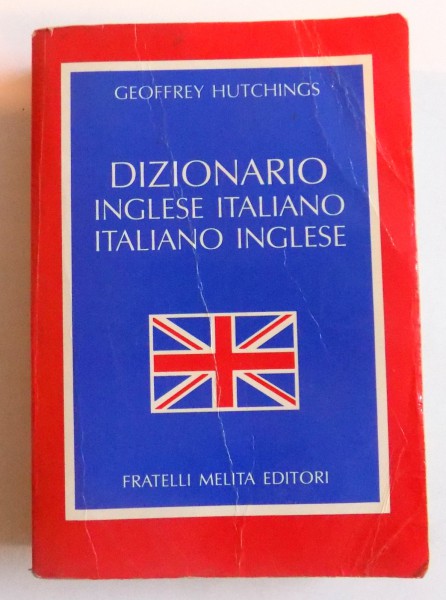 GEOFFREY HUTCHINGS
DIZIONARIO
INGLESE ITALIANO
ITALIANO INGLESE
FRATELLI MELITA EDITORI